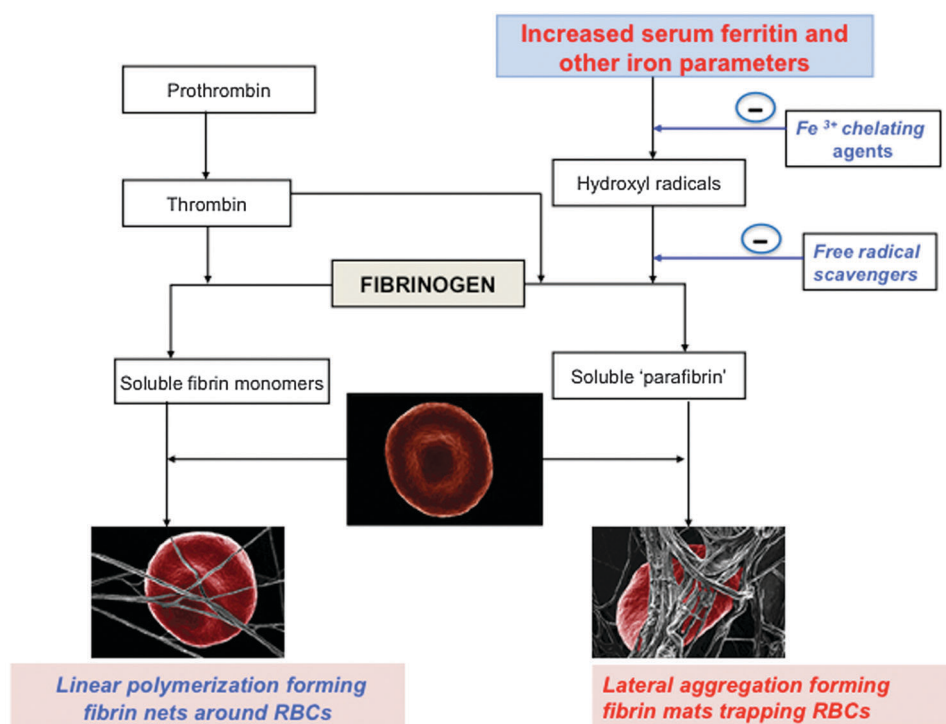 Increased serum ferritin and
other iron parameters
Prothrombin
−
Fe 3+ chelating
agents
Hydroxyl radicals
Thrombin
−
Free radical
scavengers
FIBRINOGEN
Soluble fibrin monomers
Soluble ‘parafibrin’
Linear polymerization forming
fibrin nets around RBCs
Lateral aggregation forming
fibrin mats trapping RBCs